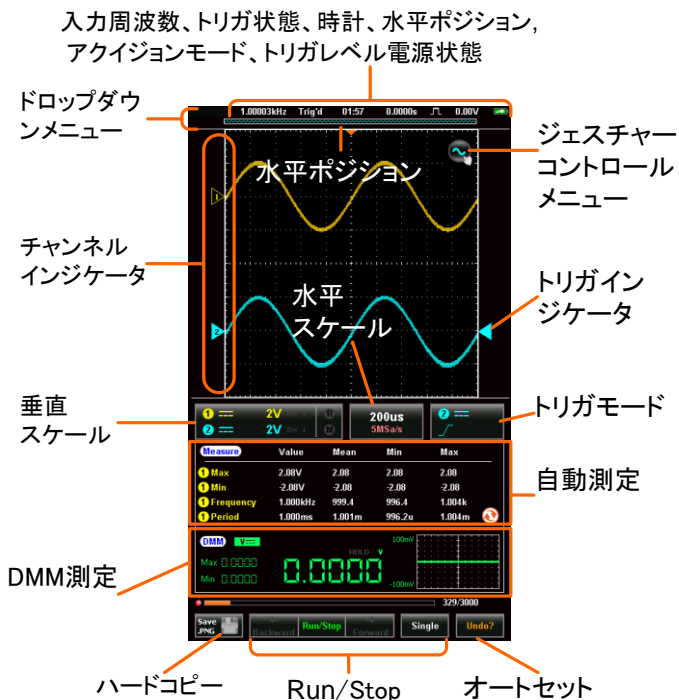 入力周波数、トリガ状態、時計、水平ポジション,
アクイジョンモード、トリガレベル電源状態
ドロップダウ
ンメニュー
1.00003kHz Trig'd 01:57 0.0000s 0.00V
水平ポジション
ジェスチャー
コントロール
メニュー
1
チャンネル
インジケータ
水平
スケール
2
トリガイン
ジケータ
垂直
スケール
1 2V R
2 2V BW M
200us
5MSa/s
2
トリガモード
Measure Value Mean Min Max
1 Max 2.08V 2.08 2.08 2.08
1 Min -2.08V -2.08 -2.08 -2.08
1 Frequency 1.000kHz 999.4 996.4 1.004k
1 Period 1.000ms 1.001m 996.2u 1.004m
自動測定
DMM測定
DMM V
HOLD V
Max 0.0000
Min 0.0000
0.0000
100mV
-100mV
329/3000
Save
.PNG
Backward Run/Stop Forward
Single
Undo?
ハードコピー
Run/Stop
オートセット